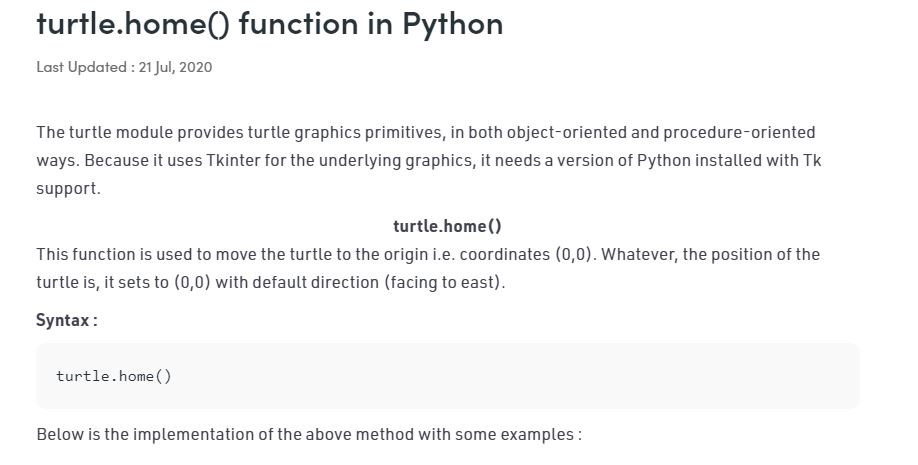 turtle.home() function in Python
Last Updated : 21 Jul, 2020
The turtle module provides turtle graphics primitives, in both object-oriented and procedure-oriented
ways. Because it uses Tkinter for the underlying graphics, it needs a version of Python installed with Tk
support.
turtle.home()
This function is used to move the turtle to the origin i.e. coordinates (0,0). Whatever, the position of the
turtle is, it sets to (0,0) with default direction (facing to east).
Syntax :
turtle.home()
Below is the implementation of the above method with some examples :